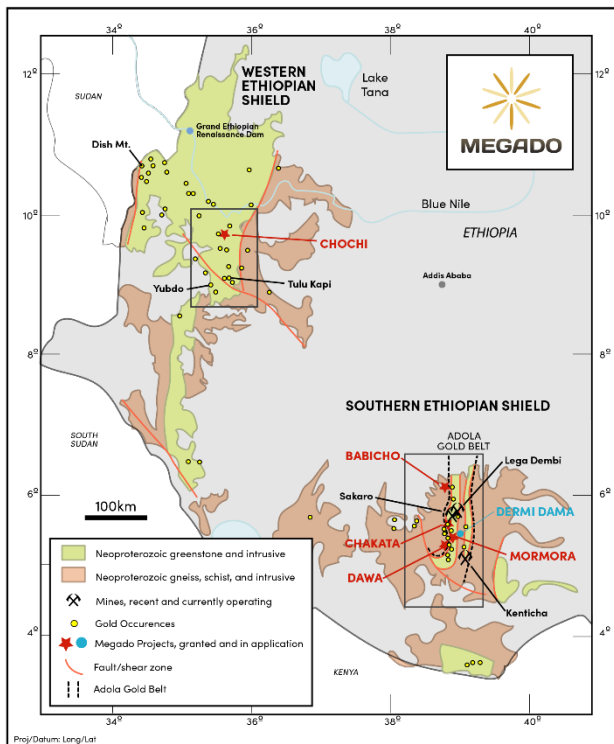 34º
36º
38º
40º
12º
WESTERN
ETHIOPIAN
SHIELD
SUDAN
Lake
Tana
MEGADO
Grand Ethiopian
Renaissance Dam
Dish Mt.
Blue Nile
10º
ETHIOPIA
CHOCHI
Addis Ababa
Yubdo
Tulu Kapi
8º
SOUTHERN ETHIOPIAN SHIELD
SOUTH
SUDAN
ADOLA
GOLD BELT
BABICHO
Lega Dembi
6º
Sakaro
100km
DERMI DAMA
CHAKATA
MORMORA
DAWA
Neoproterozoic greenstone and intrusive
Neoproterozoic gneiss, schist, and intrusive
Mines, recent and currently operating
Kenticha
Gold Occurences
4º
4º
Megado Projects, granted and in application
Fault/shear zone
KENYA
Adola Gold Belt
34º
36º
38º
40º
Proj/Datum: Long/Lat